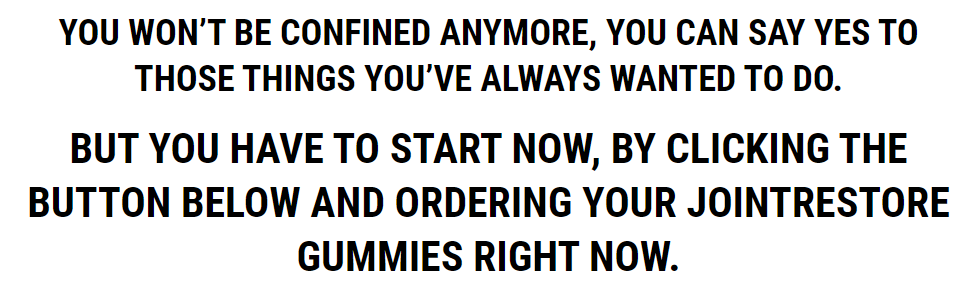 YOU WON’T BE CONFINED ANYMORE, YOU CAN SAY YES TO
THOSE THINGS YOU’VE ALWAYS WANTED TO DO.
BUT YOU HAVE TO START NOW, BY CLICKING THE
BUTTON BELOW AND ORDERING YOUR JOINTRESTORE
GUMMIES RIGHT NOW.